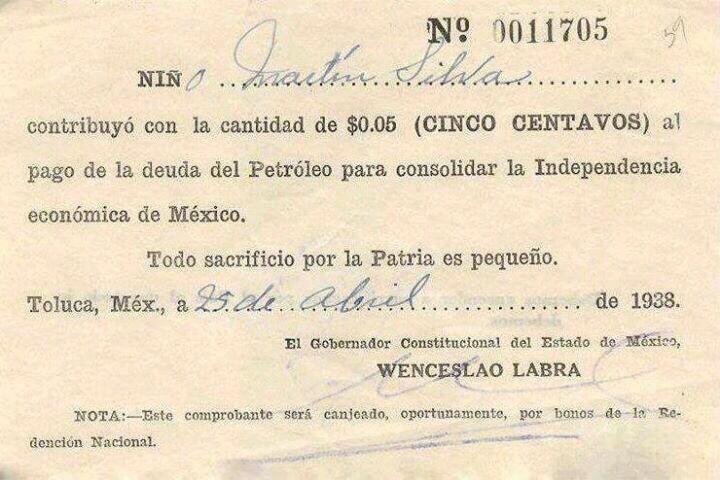 Nº 0011705
59
NIÑO Martín Silva
contribuyó con la cantidad de $0.05 (CINCO CENTAVOS) al
pago de la deuda del Petróleo para consolidar la Independencia
económica de México.
Todo sacrificio por la Patria es pequeño.
Toluca, Méx., a 25 de Abril de 1938.
El Gobernador Constitucional del Estado de México,
WENCESLAO LABRA
NOTA:—Este comprobante será canjeado, oportunamente, por bonos de la Re-
dención Nacional.